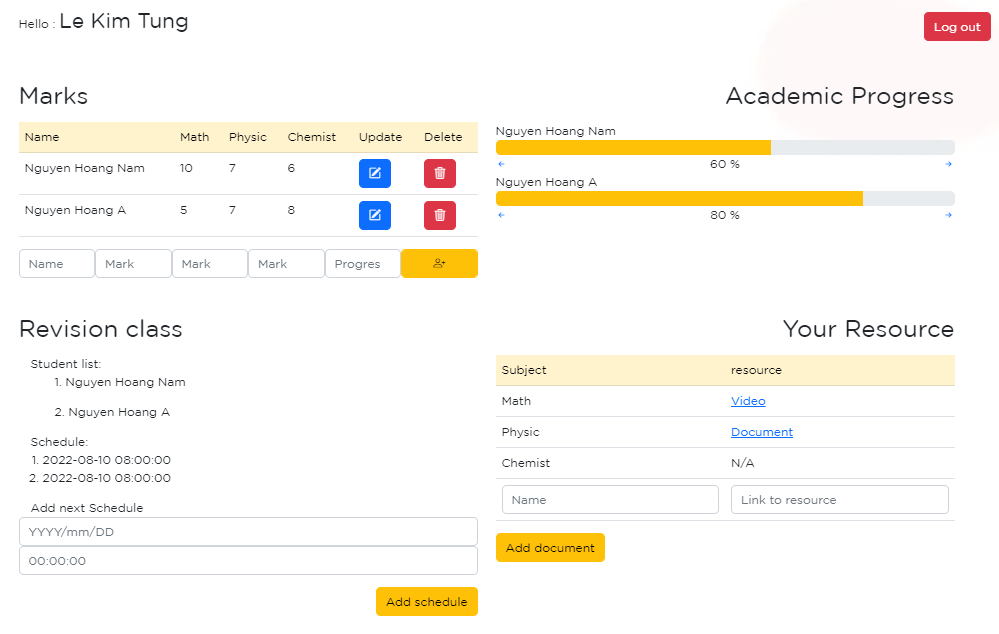 Hello : Le Kim Tung
Log out
Marks
Name Math Physic Chemist Update Delete
Nguyen Hoang Nam 10 7 6
Nguyen Hoang A 5 7 8
Name Mark Mark Mark Progres
Academic Progress
Nguyen Hoang Nam
60 %
Nguyen Hoang A
80 %
Revision class
Student list:
1. Nguyen Hoang Nam
2. Nguyen Hoang A
Schedule:
1. 2022-08-10 08:00:00
2. 2022-08-10 08:00:00
Add next Schedule
YYYY/mm/DD
00:00:00
Add schedule
Your Resource
Subject resource
Math Video
Physic Document
Chemist N/A
Name Link to resource
Add document